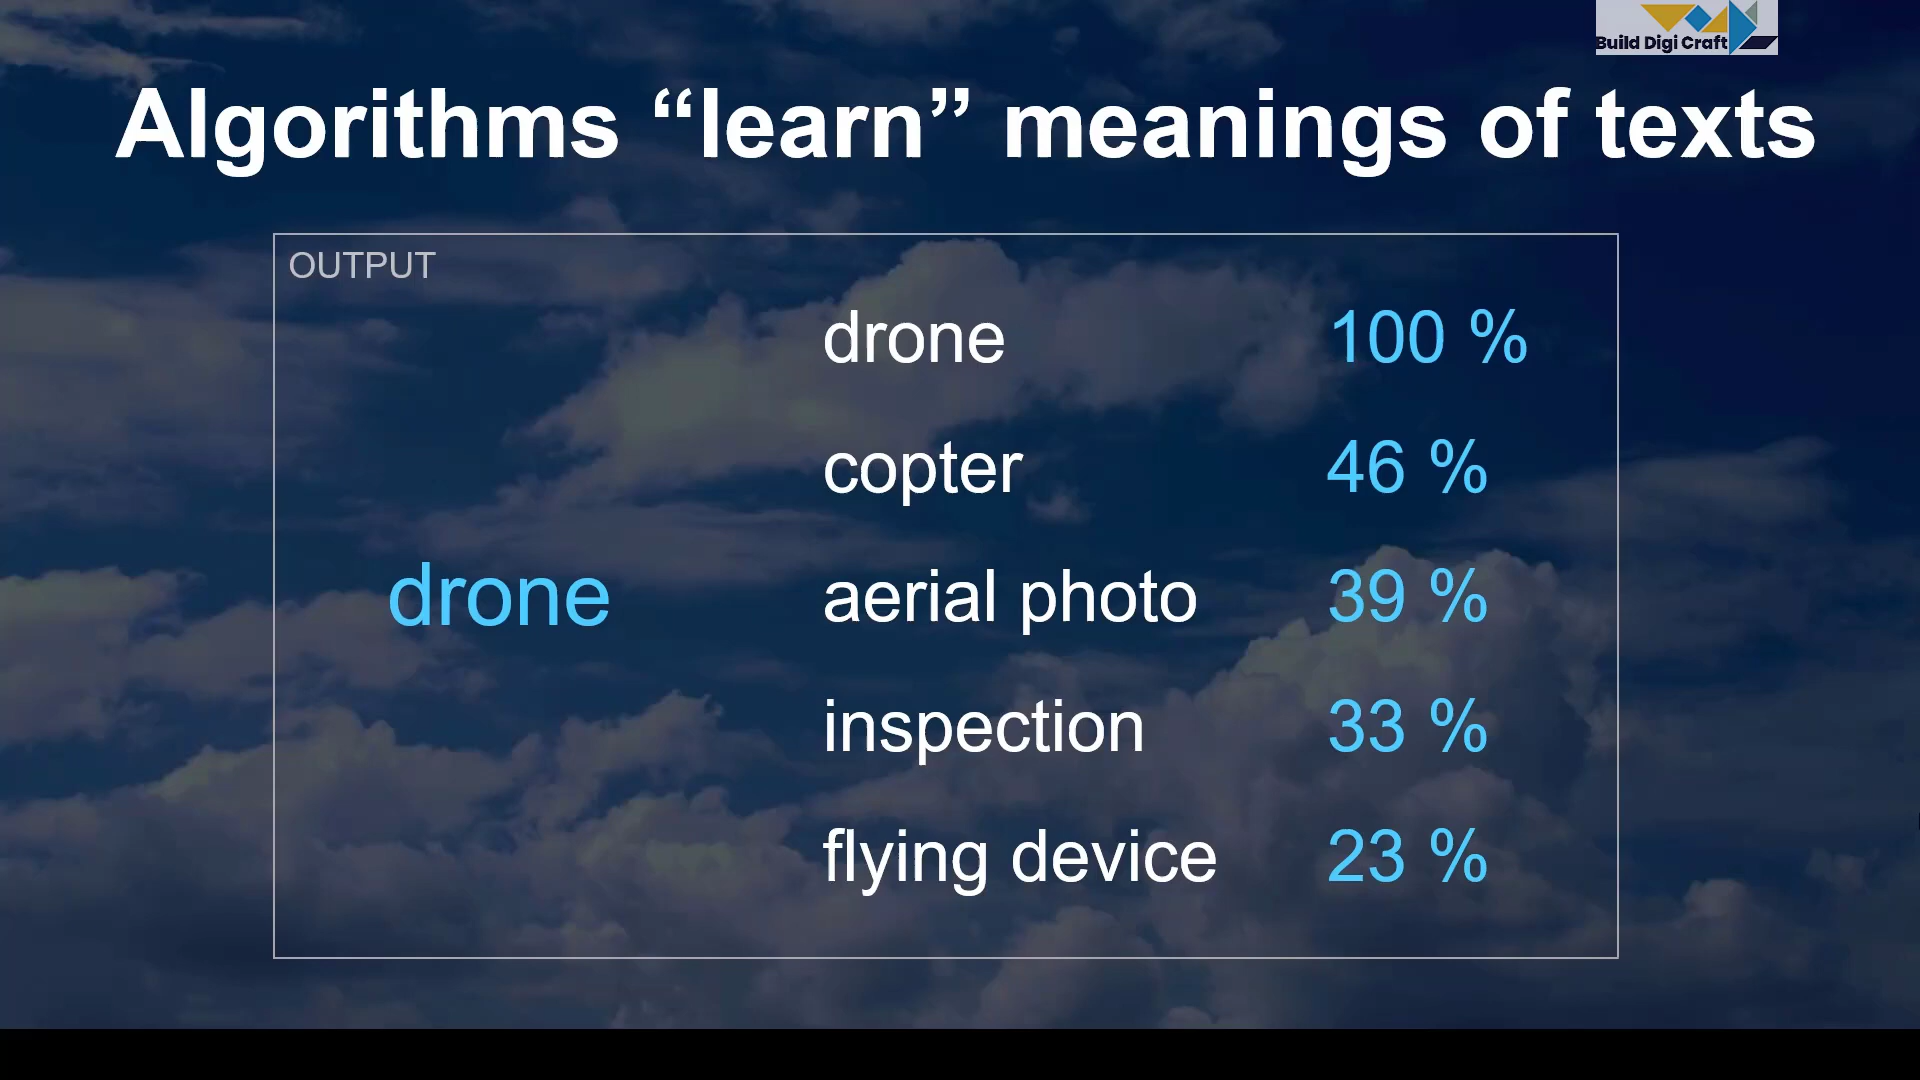 Build Digi Craft
Algorithms “learn” meanings of texts
OUTPUT
drone
drone 100 %
copter 46 %
aerial photo 39 %
inspection 33 %
flying device 23 %